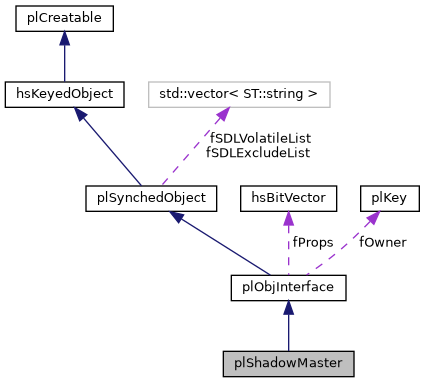 plCreatable
hsKeyedObject
std::vector< ST::string >
fSDLVolatileList
fSDLExcludeList
plSynchedObject
hsBitVector
plKey
fProps
fOwner
plObjInterface
plShadowMaster